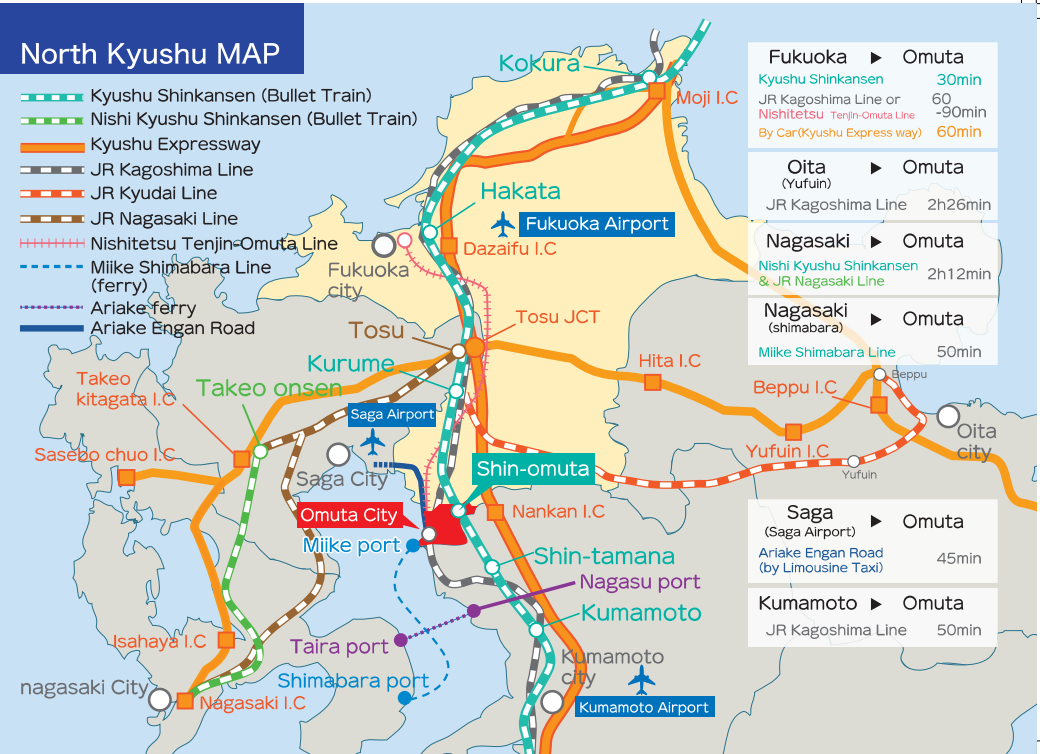 North Kyushu MAP
Kyushu Shinkansen (Bullet Train)
Nishi Kyushu Shinkansen (Bullet Train)
Kyushu Expressway
JR Kagoshima Line
JR Kyudai Line
JR Nagasaki Line
Nishitetsu Tenjin-Omuta Line
Miike Shimabara Line
(ferry)
Ariake ferry
Ariake Engan Road
Kokura
Moji I.C
Hakata
Fukuoka Airport
Dazaifu I.C
Fukuoka
city
Tosu
Tosu JCT
Kurume
Takeo
kitagata I.C
Takeo onsen
Saga Airport
Sasebo chuo I.C
Saga City
Hita I.C
Beppu I.C
Beppu
Yufuin I.C
Yufuin
Oita
city
Shin-omuta
Omuta City
Nankan I.C
Miike port
Shin-tamana
Nagasu port
Kumamoto
Isahaya I.C
Taira port
Kumamoto
city
Shimabara port
nagasaki City
Nagasaki I.C
Kumamoto Airport
Fukuoka ▶ Omuta
Kyushu Shinkansen 30min
JR Kagoshima Line or 60
Nishitetsu Tenjin-Omuta Line -90min
By Car(Kyushu Express way) 60min
Oita ▶ Omuta
(Yufuin)
JR Kagoshima Line 2h26min
Nagasaki ▶ Omuta
Nishi Kyushu Shinkansen
& JR Nagasaki Line 2h12min
Nagasaki ▶ Omuta
(shimabara)
Miike Shimabara Line 50min
Saga ▶ Omuta
(Saga Airport)
Ariake Engan Road
(by Limousine Taxi) 45min
Kumamoto ▶ Omuta
JR Kagoshima Line 50min